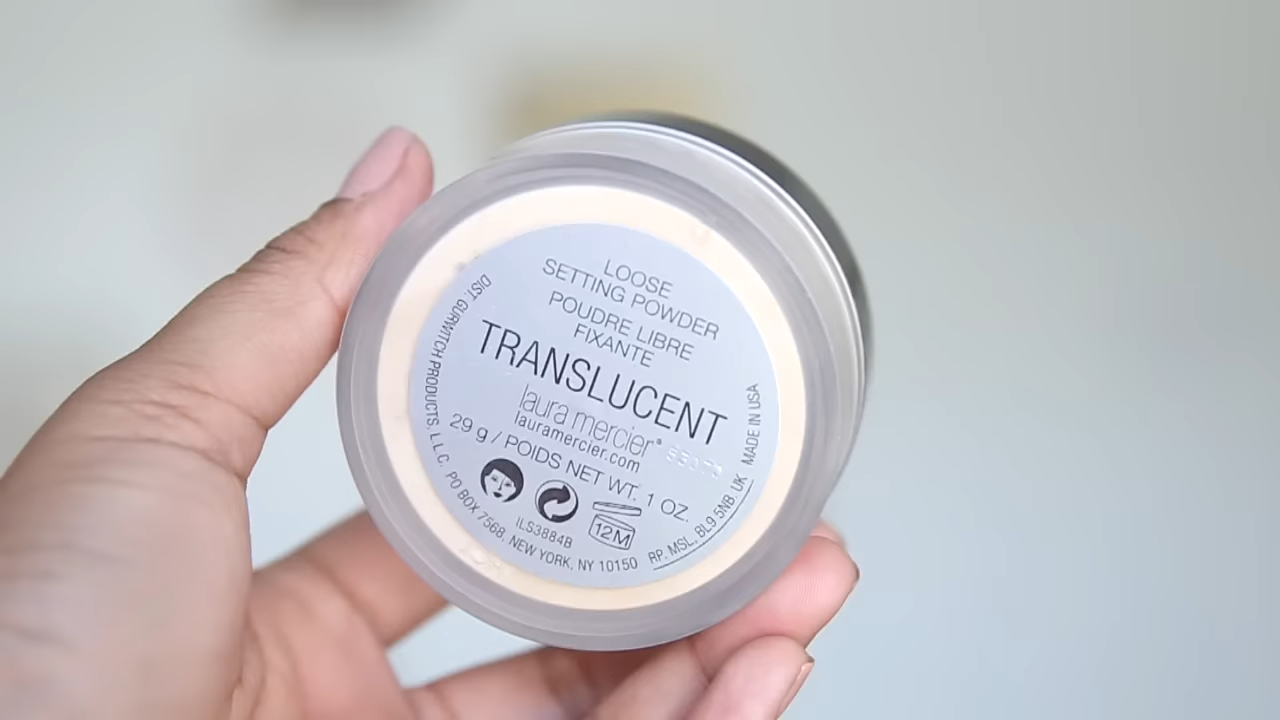 LOOSE
SETTING POWDER
POUDRE LIBRE
FIXANTE
TRANSLUCENT
laura mercier®
lauramercier.com
29 g / POIDS NET WT. 1 OZ.
12M
ILS3884B
DIST. GURWITCH PRODUCTS, L.L.C. PO BOX 7568, NEW YORK, NY 10150
RP. MSL, BL9 5NB UK
MADE IN USA